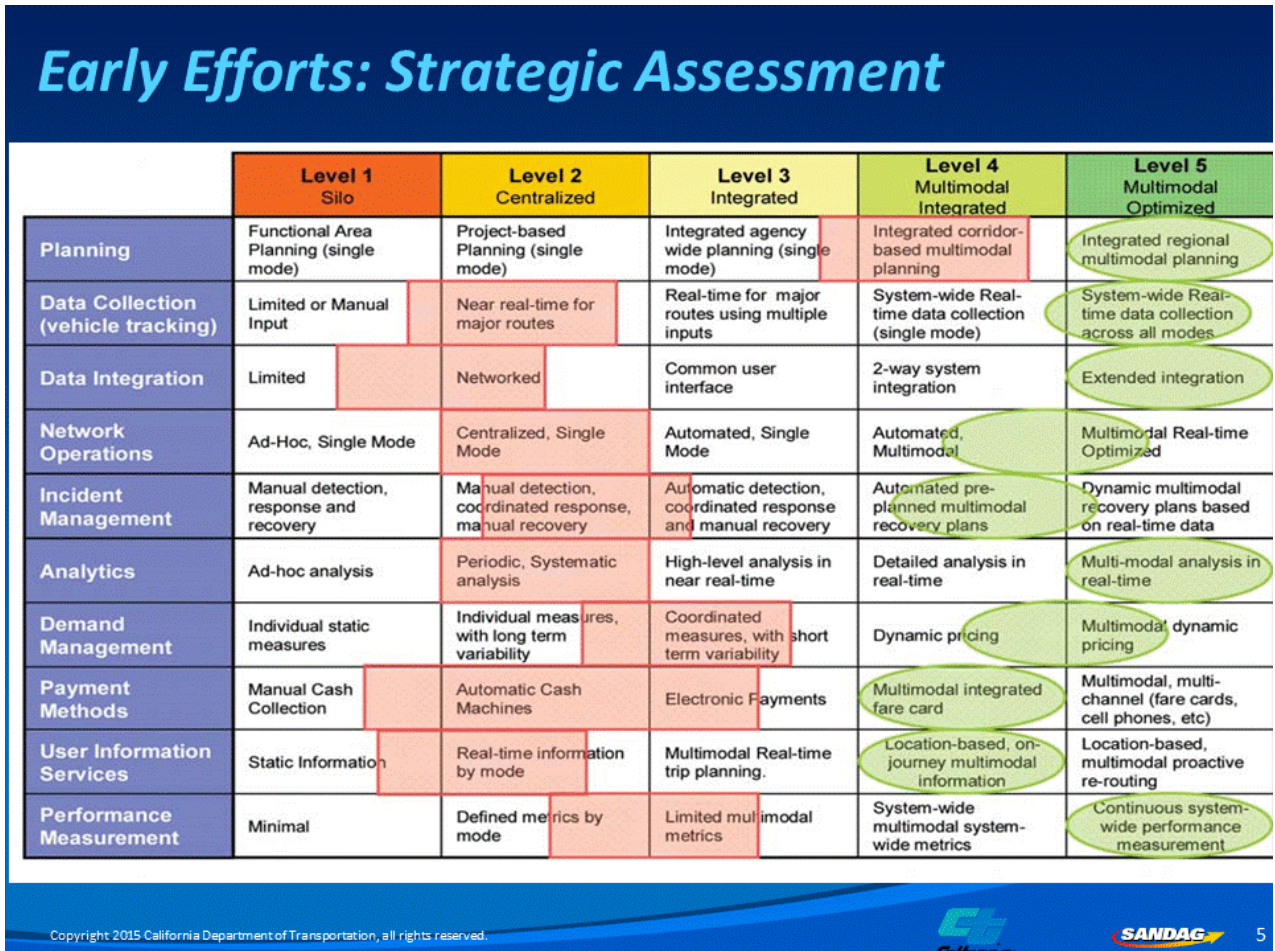 Early Efforts: Strategic Assessment
Level 1
Silo
Level 2
Centralized
Level 3
Integrated
Level 4
Multimodal
Integrated
Level 5
Multimodal
Optimized
Planning
Functional Area
Planning (single
mode)
Project-based
Planning (single
mode)
Integrated agency
wide planning (single
mode)
Integrated corridor-
based multimodal
planning
Integrated regional
multimodal planning
Data Collection
(vehicle tracking)
Limited or Manual
Input
Near real-time for
major routes
Real-time for major
routes using multiple
inputs
System-wide Real-
time data collection
(single mode)
System-wide Real-
time data collection
across all modes
Data Integration
Limited
Networked
Common user
interface
2-way system
integration
Extended integration
Network
Operations
Ad-Hoc, Single Mode
Centralized, Single
Mode
Automated, Single
Mode
Automated,
Multimodal
Multimodal Real-time
Optimized
Incident
Management
Manual detection,
response and
recovery
Manual detection,
coordinated response,
manual recovery
Automatic detection,
coordinated response
and manual recovery
Automated pre-
planned multimodal
recovery plans
Dynamic multimodal
recovery plans based
on real-time data
Analytics
Ad-hoc analysis
Periodic, Systematic
analysis
High-level analysis in
near real-time
Detailed analysis in
real-time
Multi-modal analysis in
real-time
Demand
Management
Individual static
measures
Individual measures,
with long term
variability
Coordinated
measures, with short
term variability
Dynamic pricing
Multimodal dynamic
pricing
Payment
Methods
Manual Cash
Collection
Automatic Cash
Machines
Electronic Payments
Multimodal integrated
fare card
Multimodal, multi-
channel (fare cards,
cell phones, etc)
User Information
Services
Static Information
Real-time information
by mode
Multimodal Real-time
trip planning.
Location-based, on-
journey multimodal
information
Location-based,
multimodal proactive
re-routing
Performance
Measurement
Minimal
Defined metrics by
mode
Limited multimodal
metrics
System-wide
multimodal system-
wide metrics
Continuous system-
wide performance
measurement
Copyright 2015 California Department of Transportation, all rights reserved.
SANDAG
5